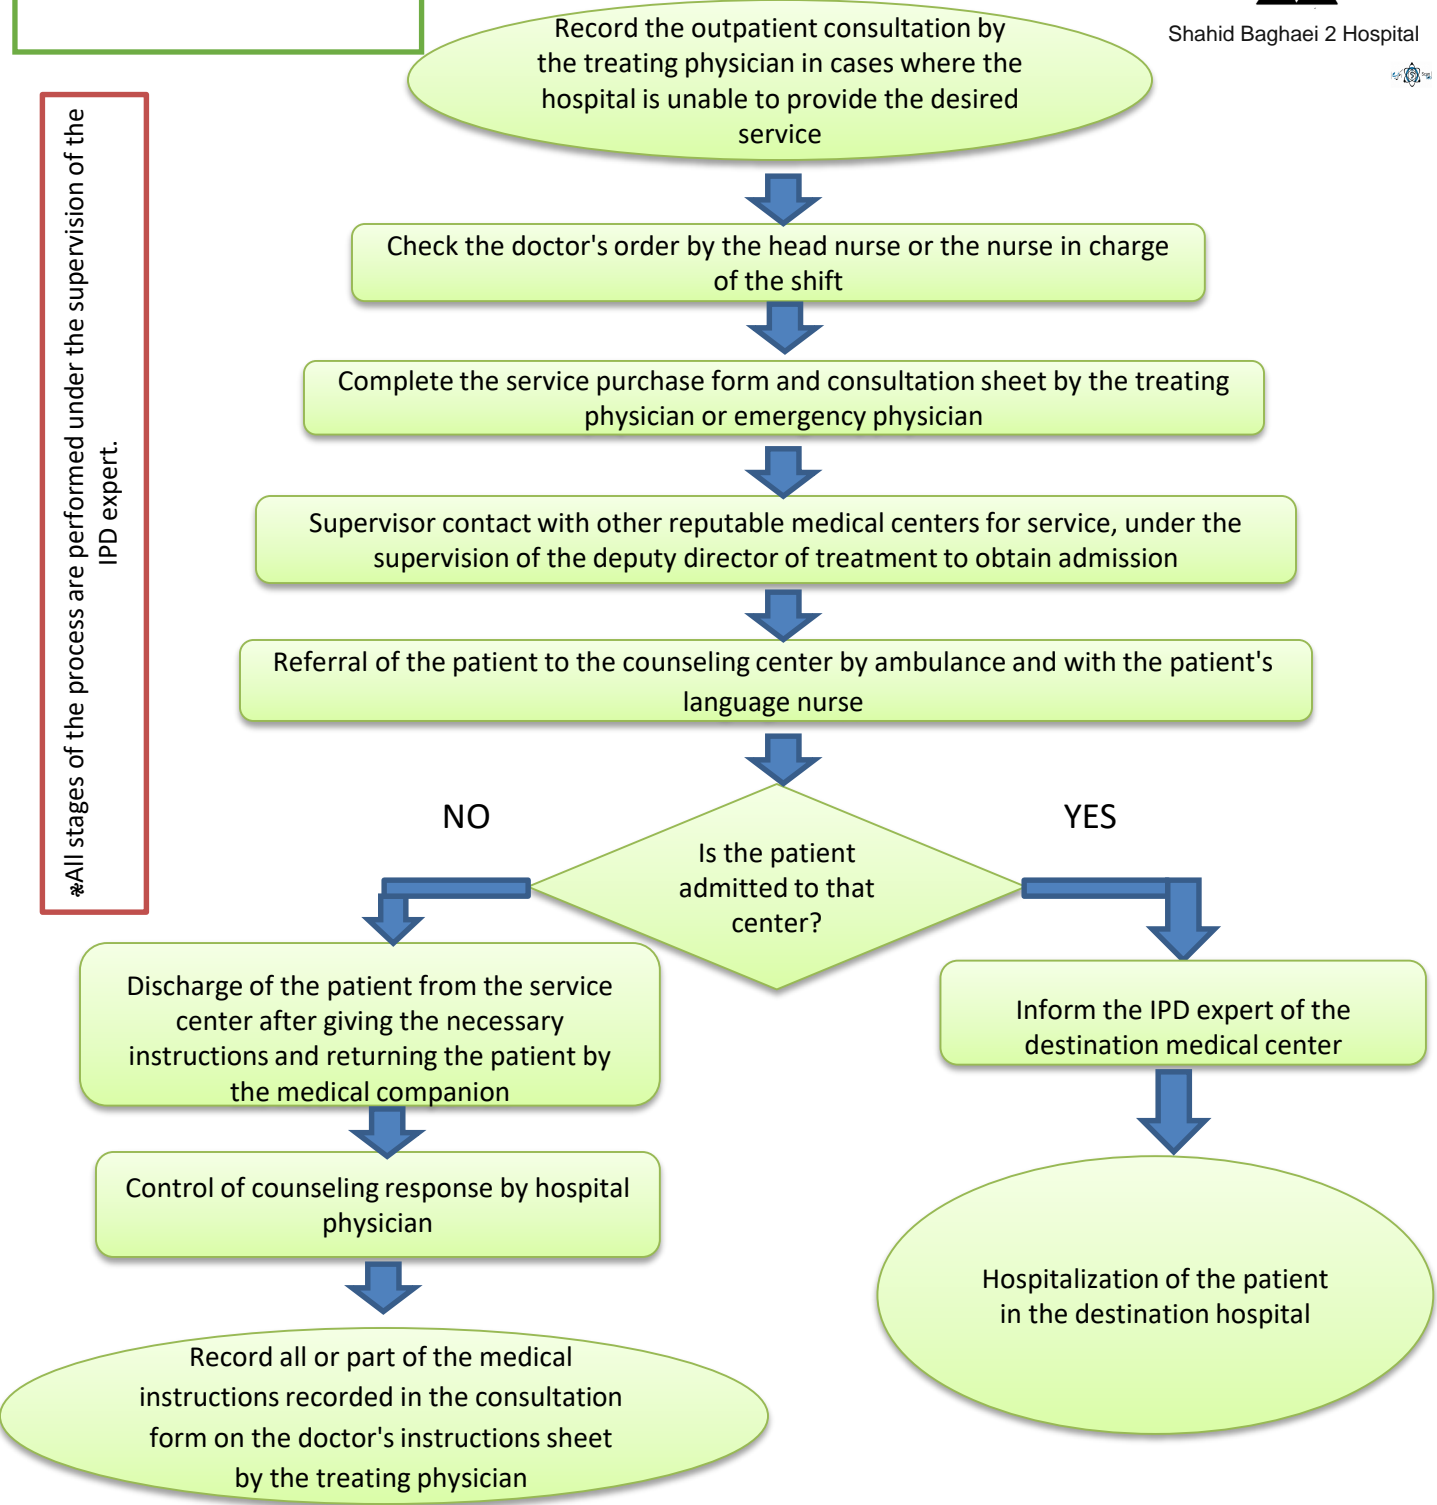 Shahid Baghaei 2 Hospital
Record the outpatient consultation by
the treating physician in cases where the
hospital is unable to provide the desired
service
*All stages of the process are performed under the supervision of the
IPD expert.
Check the doctor's order by the head nurse or the nurse in charge
of the shift
Complete the service purchase form and consultation sheet by the treating
physician or emergency physician
Supervisor contact with other reputable medical centers for service, under the
supervision of the deputy director of treatment to obtain admission
Referral of the patient to the counseling center by ambulance and with the patient's
language nurse
NO
YES
Is the patient
admitted to that
center?
Discharge of the patient from the service
center after giving the necessary
instructions and returning the patient by
the medical companion
Inform the IPD expert of the
destination medical center
Control of counseling response by hospital
physician
Hospitalization of the patient
in the destination hospital
Record all or part of the medical
instructions recorded in the consultation
form on the doctor's instructions sheet
by the treating physician